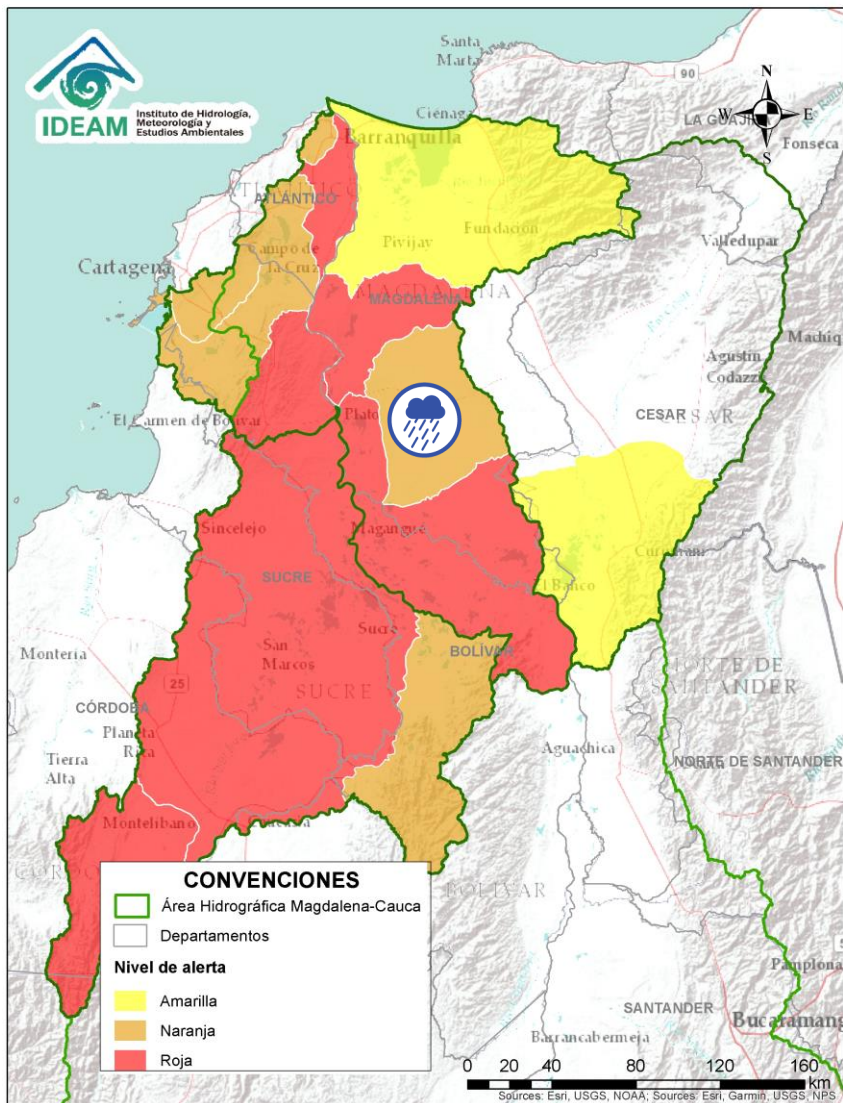 IDEAM
Instituto de Hidrología,
Meteorología y
Estudios Ambientales
Santa
Marta
90
N
W
E
S
LA GUAJI
Ciénaga
Fonseca
Barranquilla
ATLÁNTICO
Valledupar
Campo de
la Cruz
Pivijay
Fundación
Cartagena
MAGDALENA
Machiq
Agustín
Codazzi
CESAR
CESAR
El Carmen de Bolívar
Plato
Sincelejo
Magangué
SUCRE
El Banco
Sucre
San
Marcos
SUCRE
BOLÍVAR
Montería
25
NORTE DE
SANTANDER
CÓRDOBA
Planeta
Rica
Tierra
Alta
Aguachica
NORTE DE SANTANDER
Montelíbano
BOLÍVAR
CONVENCIONES
Área Hidrográfica Magdalena-Cauca
Departamentos
Nivel de alerta
Amarilla
Naranja
Roja
Pamplona
SANTANDER
Bucaramang
Barrancabermeja
0 20 40 80 120 160
km
Sources: Esri, USGS, NOAA; Sources: Esri, Garmin, USGS, NPS